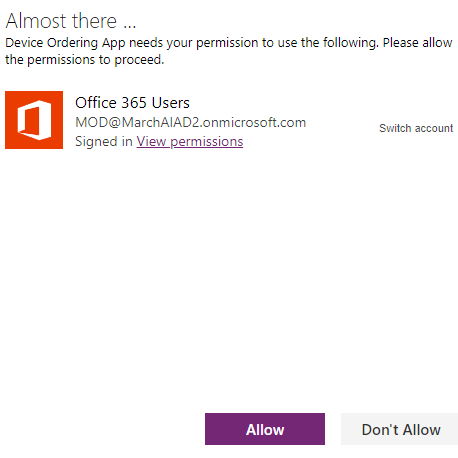 Almost there ...
Device Ordering App needs your permission to use the following. Please allow
the permissions to proceed.
Office 365 Users
MOD@MarchAIAD2.onmicrosoft.com
Switch account
Signed in View permissions
Allow
Don't Allow